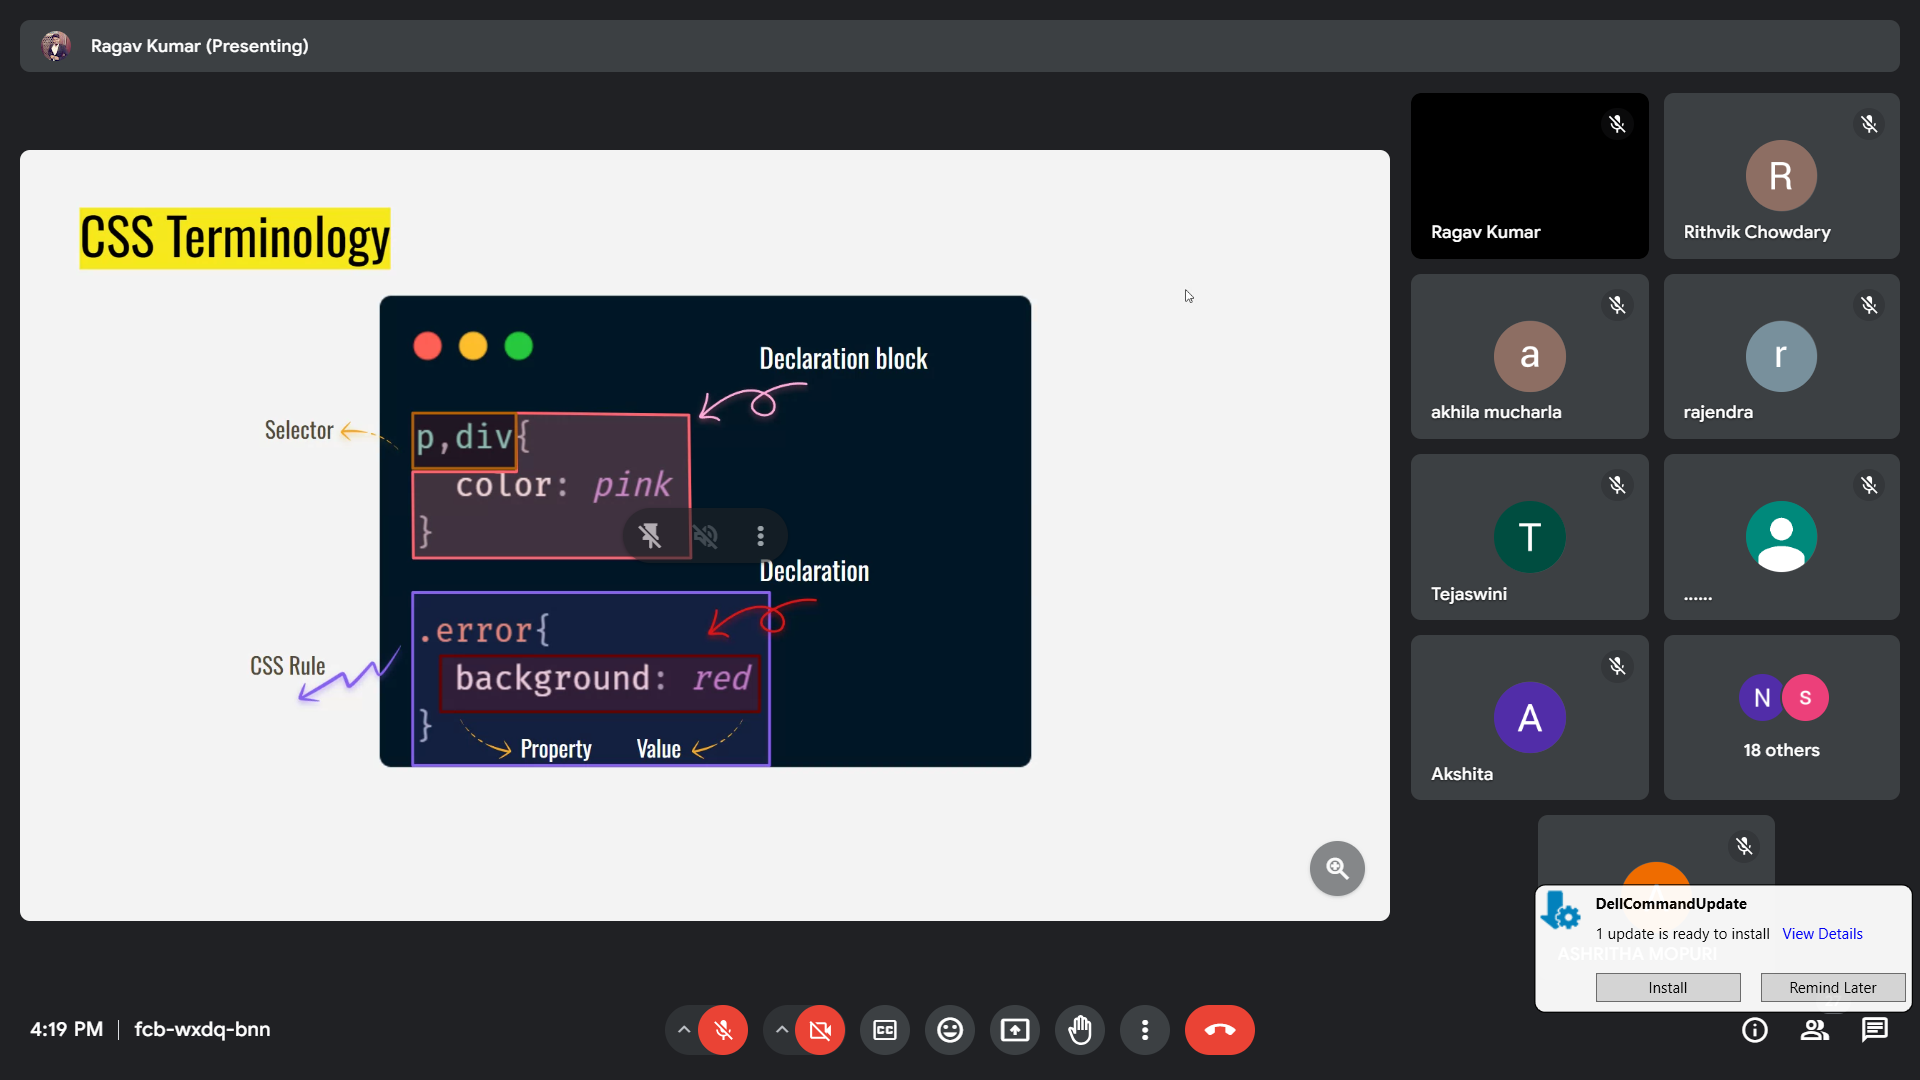 Ragav Kumar (Presenting)
CSS Terminology
Declaration block
Selector
p,div{
color: pink
}
Declaration
.error{
CSS Rule
background: red
}
Property
Value
Ragav Kumar
R
Rithvik Chowdary
a
akhila mucharla
r
rajendra
T
Tejaswini
......
A
Akshita
N
S
18 others
DellCommandUpdate
1 update is ready to install View Details
ASHRITHA MOPURI
Install
Remind Later
4:19 PM | fcb-wxdq-bnn
CC